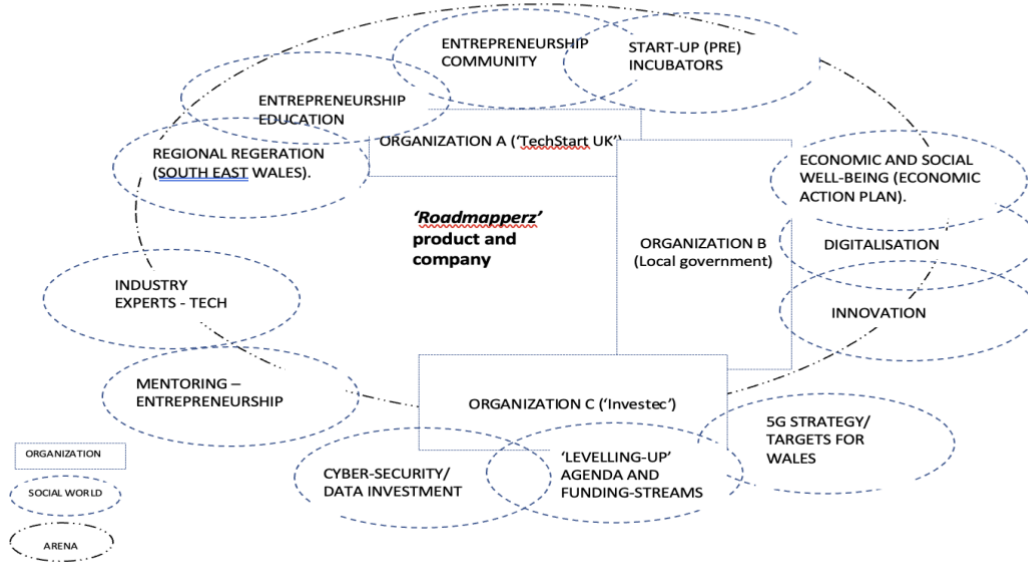 ENTREPRENEURSHIP
COMMUNITY
START-UP (PRE)
INCUBATORS
ENTREPRENEURSHIP
EDUCATION
ORGANIZATION A ('TechStart UK')
REGIONAL REGERATION
(SOUTH EAST WALES).
ECONOMIC AND SOCIAL
WELL-BEING (ECONOMIC
ACTION PLAN).
'Roadmapperz'
product and
company
ORGANIZATION B
(Local government)
DIGITALISATION
INDUSTRY
EXPERTS - TECH
INNOVATION
MENTORING –
ENTREPRENEURSHIP
ORGANIZATION C ('Investec')
5G STRATEGY/
TARGETS FOR
WALES
CYBER-SECURITY/
DATA INVESTMENT
'LEVELLING-UP'
AGENDA AND
FUNDING-STREAMS
ORGANIZATION
SOCIAL WORLD
ARENA